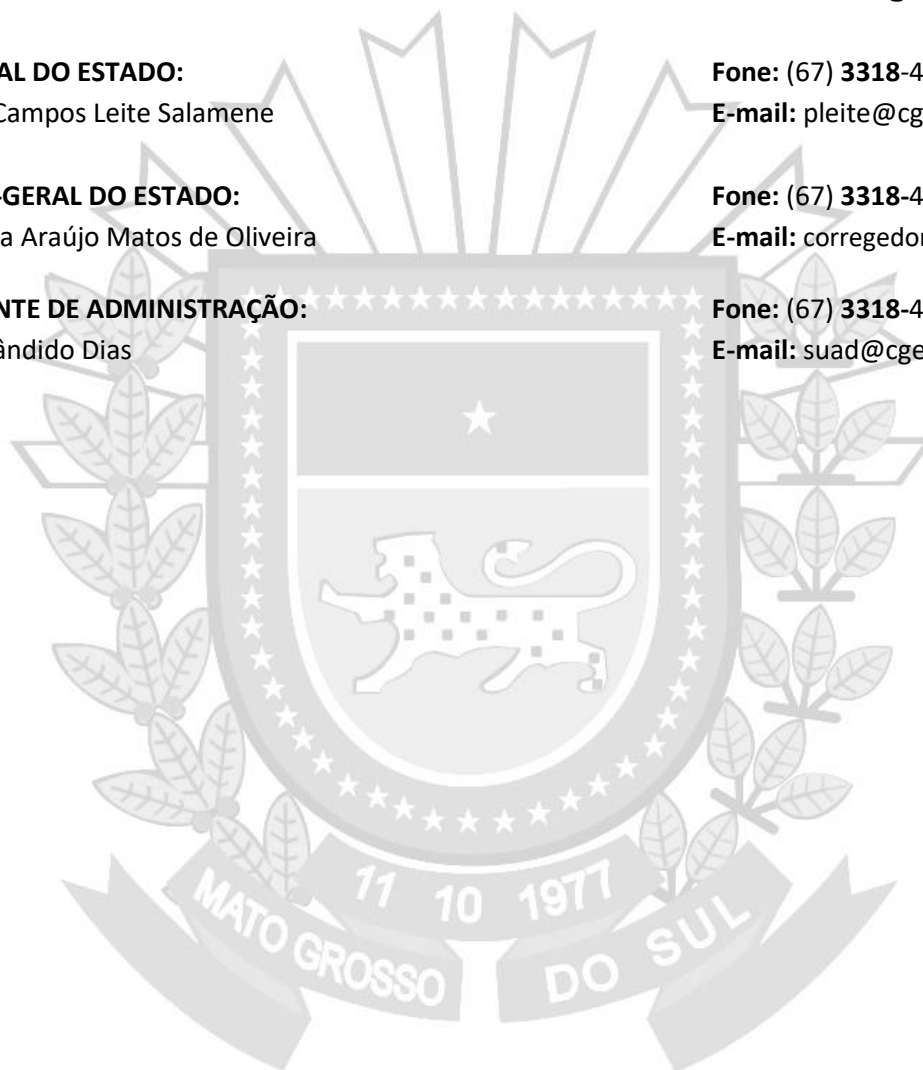 AL DO ESTADO: Fone: (67) 3318-4
Campos Leite Salamene E-mail: pleite@cg
-GERAL DO ESTADO: Fone: (67) 3318-4
a Araújo Matos de Oliveira E-mail: corregedor
NTE DE ADMINISTRAÇÃO: Fone: (67) 3318-4
ândido Dias E-mail: suad@cge
11 10 1977
MATO GROSSO DO SUL